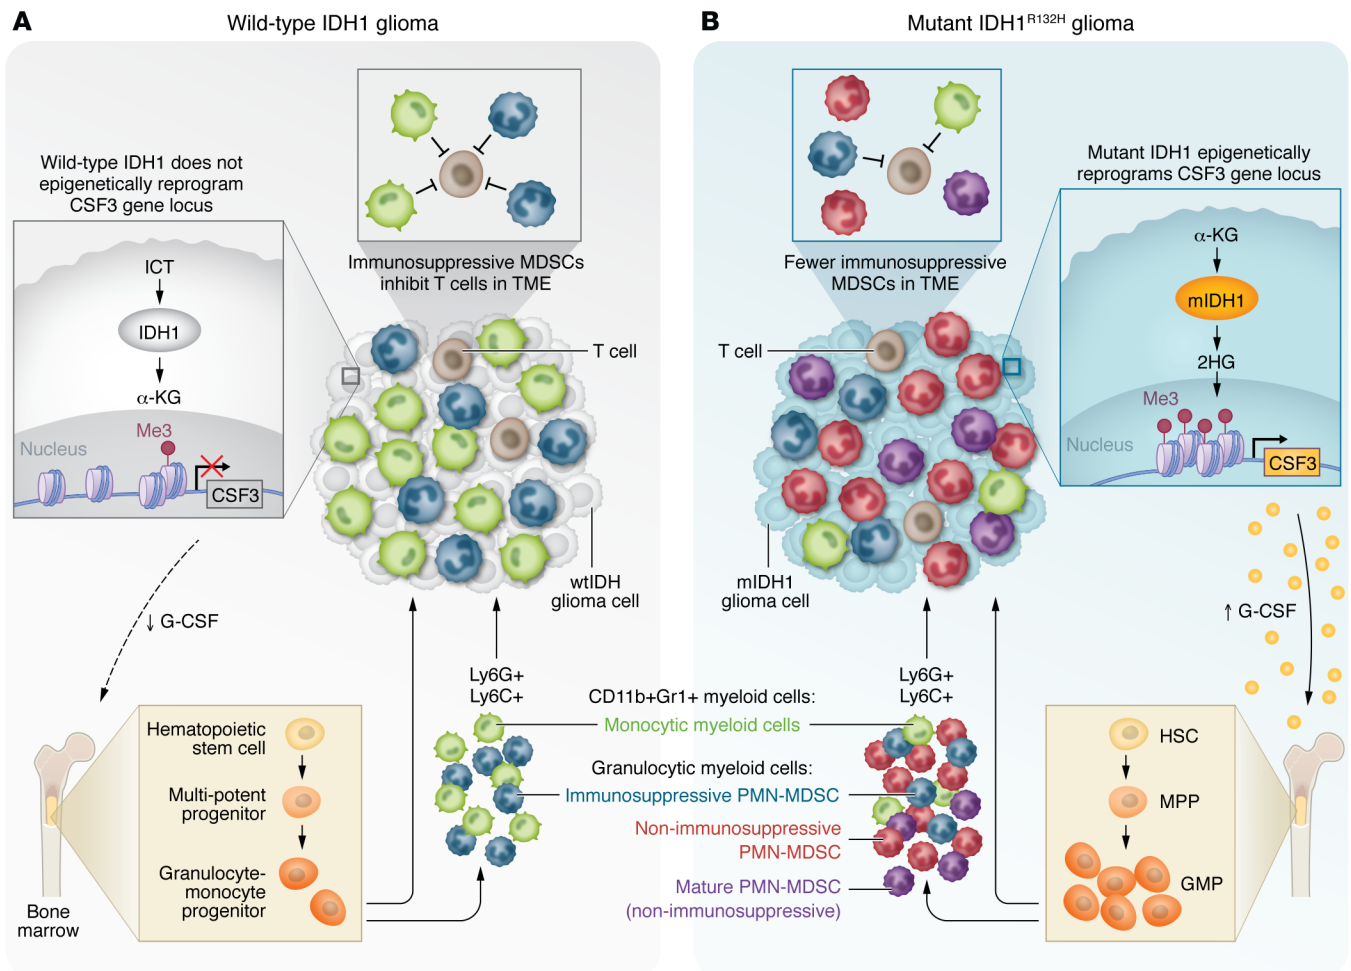 A
Wild-type IDH1 glioma
Wild-type IDH1 does not
epigenetically reprogram
CSF3 gene locus
ICT
IDH1
α-KG
Nucleus
Me3
CSF3
Immunosuppressive MDSCs
inhibit T cells in TME
T cell
wtIDH
glioma cell
↓ G-CSF
Bone
marrow
Hematopoietic
stem cell
Multi-potent
progenitor
Granulocyte-
monocyte
progenitor
Ly6G+
Ly6C+
CD11b+Gr1+ myeloid cells:
Monocytic myeloid cells
Granulocytic myeloid cells:
Immunosuppressive PMN-MDSC
Non-immunosuppressive
PMN-MDSC
Mature PMN-MDSC
(non-immunosuppressive)
B
Mutant IDH1R132H glioma
Fewer immunosuppressive
MDSCs in TME
Mutant IDH1 epigenetically
reprograms CSF3 gene locus
α-KG
mIDH1
2HG
Me3
Nucleus
CSF3
T cell
mIDH1
glioma cell
↑ G-CSF
Ly6G+
Ly6C+
HSC
MPP
GMP